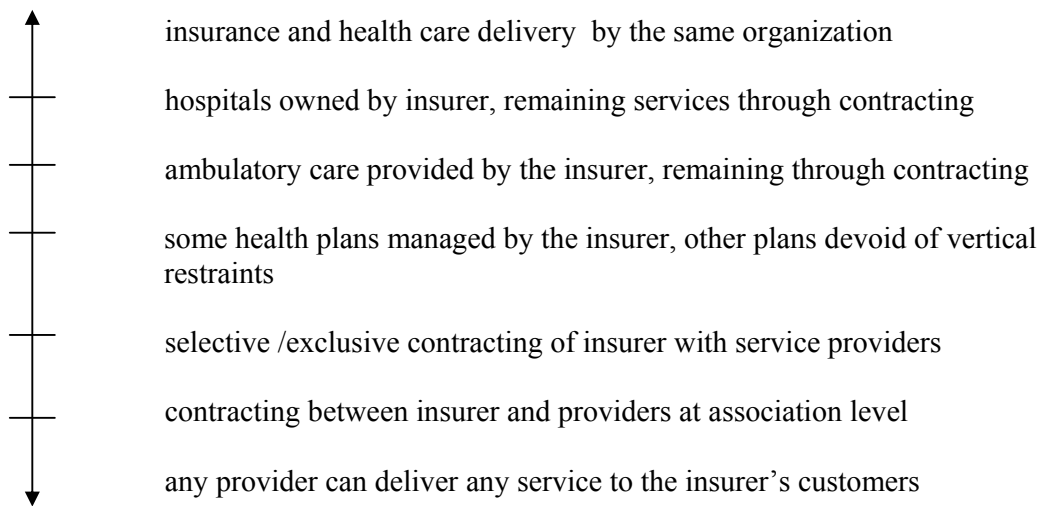 insurance and health care delivery  by the same organization
hospitals owned by insurer, remaining services through contracting
ambulatory care provided by the insurer, remaining through contracting
some health plans managed by the insurer, other plans devoid of vertical
restraints
selective /exclusive contracting of insurer with service providers
contracting between insurer and providers at association level
any provider can deliver any service to the insurer’s customers